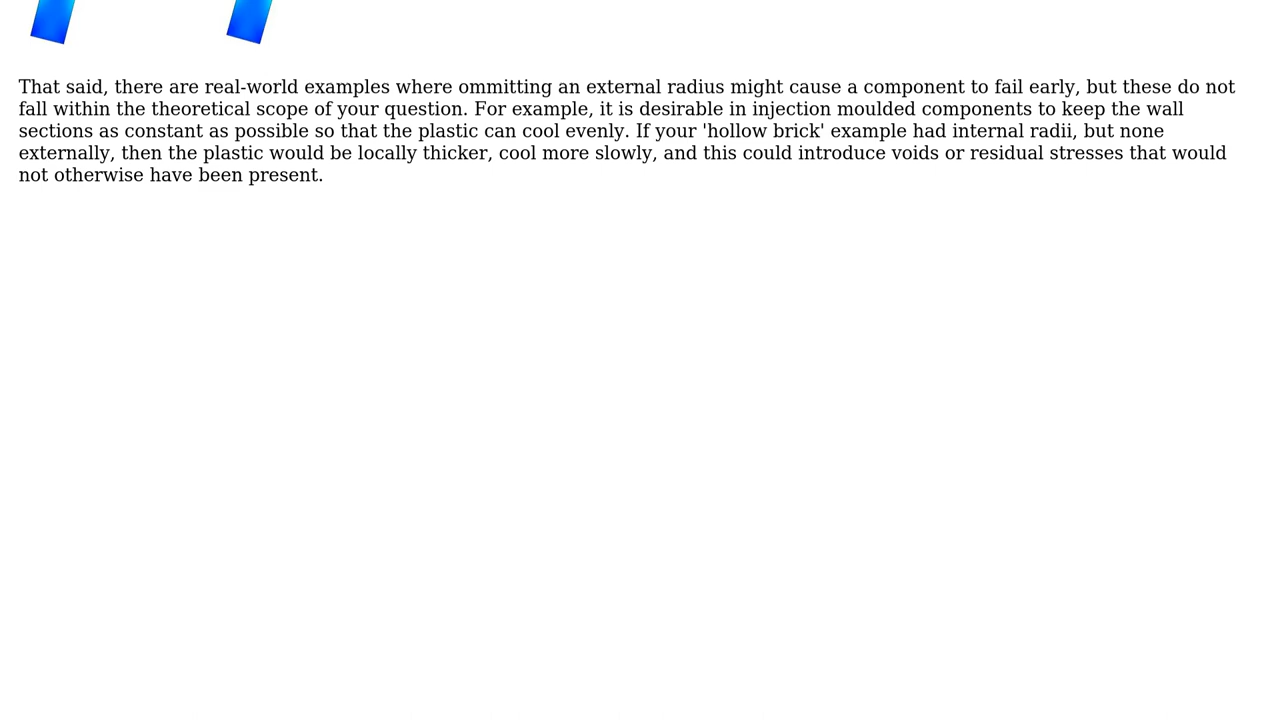 That said, there are real-world examples where ommitting an external radius might cause a component to fail early, but these do not
fall within the theoretical scope of your question. For example, it is desirable in injection moulded components to keep the wall
sections as constant as possible so that the plastic can cool evenly. If your 'hollow brick' example had internal radii, but none
externally, then the plastic would be locally thicker, cool more slowly, and this could introduce voids or residual stresses that would
not otherwise have been present.